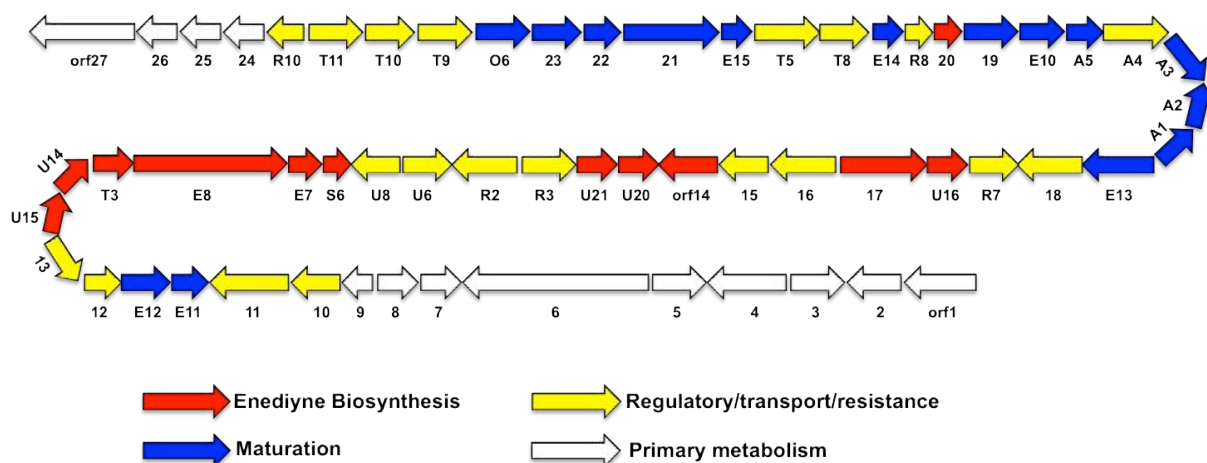 orf27 26 25 24 R10 T11 T10 T9 O6 23 22 21 E15 T5 T8 E14 R8 20 19 E10 A5 A4 A3
A2
A1
U14 T3 E8 E7 S6 U8 U6 R2 R3 U21 U20 orf14 15 16 17 U16 R7 18 E13
U15
13
12 E12 E11 11 10 9 8 7 6 5 4 3 2 orf1
Enediyne Biosynthesis Regulatory/transport/resistance
Maturation Primary metabolism